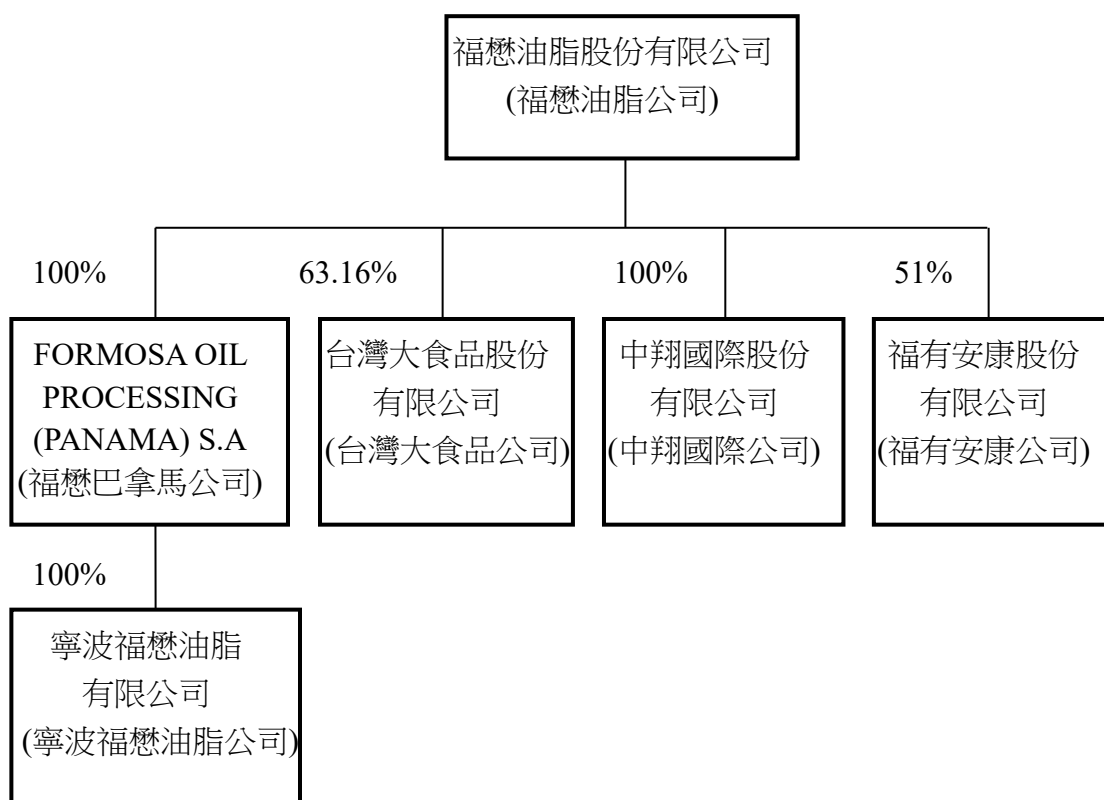 福懋油脂股份有限公司
(福懋油脂公司)
100%
63.16%
100%
51%
FORMOSA OIL
PROCESSING
(PANAMA) S.A
(福懋巴拿馬公司)
台灣大食品股份
有限公司
(台灣大食品公司)
中翔國際股份
有限公司
(中翔國際公司)
福有安康股份
有限公司
(福有安康公司)
100%
寧波福懋油脂
有限公司
(寧波福懋油脂公司)